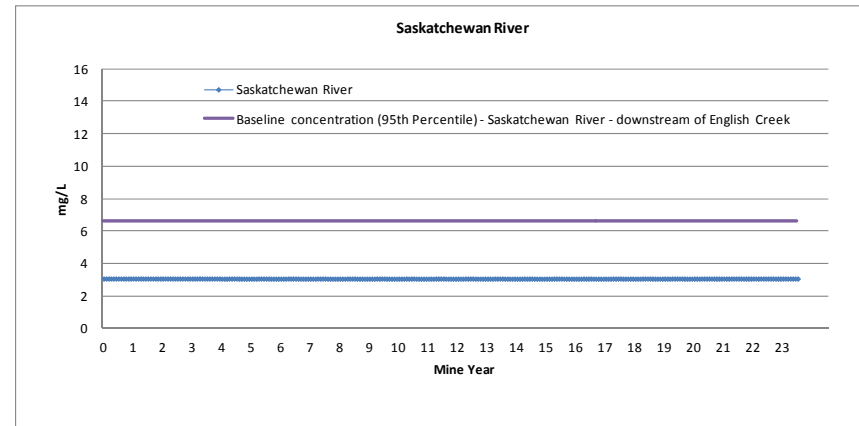 Saskatchewan River
16
14
12
10
8
6
4
2
0
mg/L
Saskatchewan River
Baseline concentration (95th Percentile) - Saskatchewan River - downstream of English Creek
0 1 2 3 4 5 6 7 8 9 10 11 12 13 14 15 16 17 18 19 20 21 22 23
Mine Year